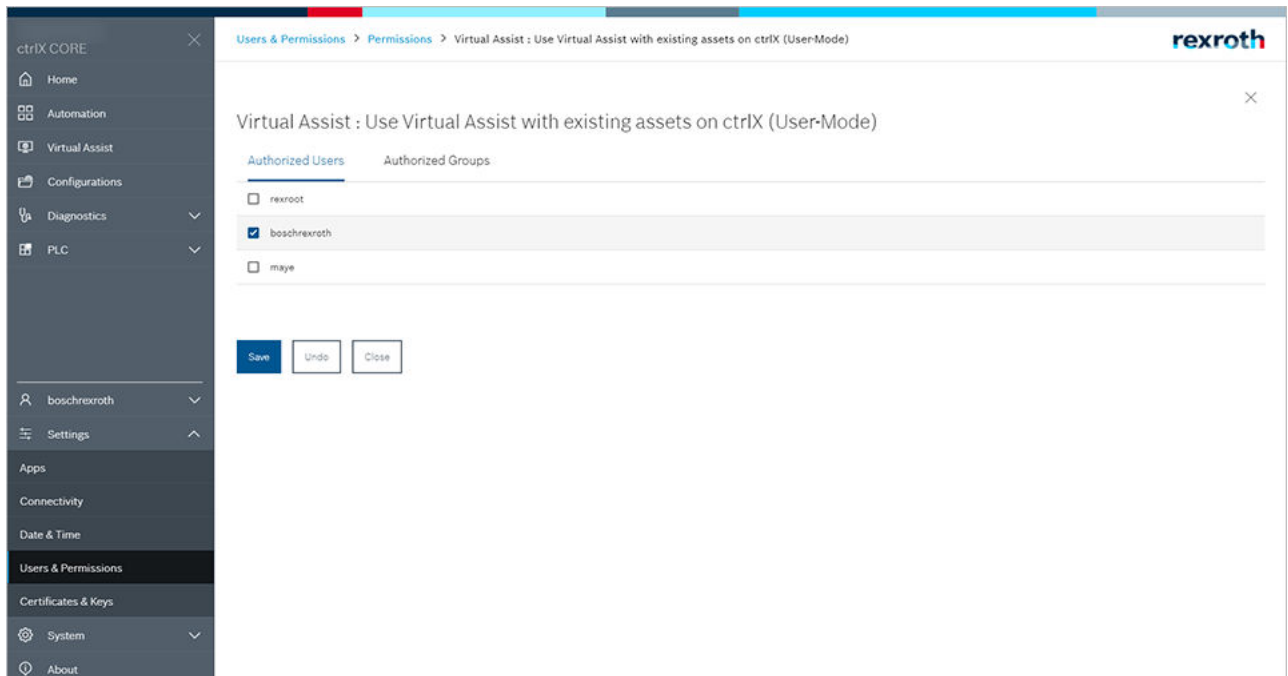 ctrlX CORE
Home
Automation
Virtual Assist
Configurations
Diagnostics
PLC
boschrexroth
Settings
Apps
Connectivity
Date & Time
Users & Permissions
Certificates & Keys
System
About
Users & Permissions > Permissions > Virtual Assist : Use Virtual Assist with existing assets on ctrlX (User-Mode)
rexroth
Virtual Assist : Use Virtual Assist with existing assets on ctrlX (User-Mode)
Authorized Users Authorized Groups
rexroot
boschrexroth
maye
Save Undo Close